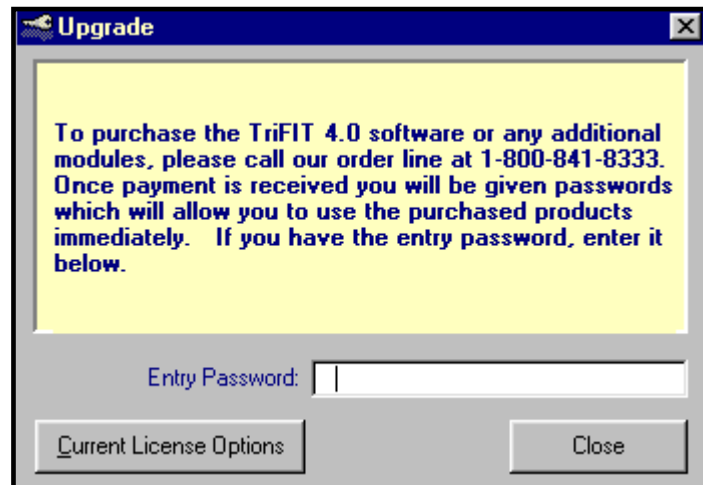 Upgrade
To purchase the TriFIT 4.0 software or any additional
modules, please call our order line at 1-800-841-8333.
Once payment is received you will be given passwords
which will allow you to use the purchased products
immediately.   If you have the entry password, enter it
below.
Entry Password:
Current License Options
Close